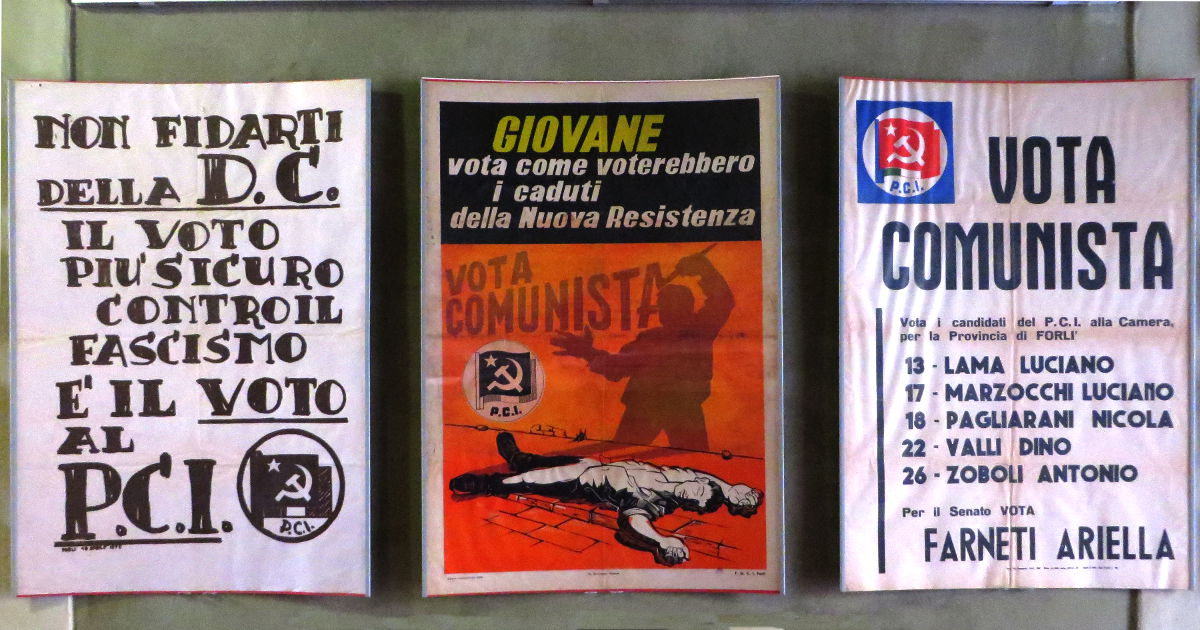 NON FIDARTI
DELLA D.C.
IL VOTO
PIU' SICURO
CONTRO IL
FASCISMO
E' IL VOTO
AL
P.C.I.
P.C.I.
GIOVANE
vota come voterebbero
i caduti
della Nuova Resistenza
VOTA
COMUNISTA
P.C.I.
P.C.I.
VOTA
COMUNISTA
Vota i candidati del P.C.I. alla Camera,
per la Provincia di FORLI'
13 - LAMA LUCIANO
17 - MARZOCCHI LUCIANO
18 - PAGLIARANI NICOLA
22 - VALLI DINO
26 - ZOBOLI ANTONIO
Per il Senato VOTA
FARNETI ARIELLA